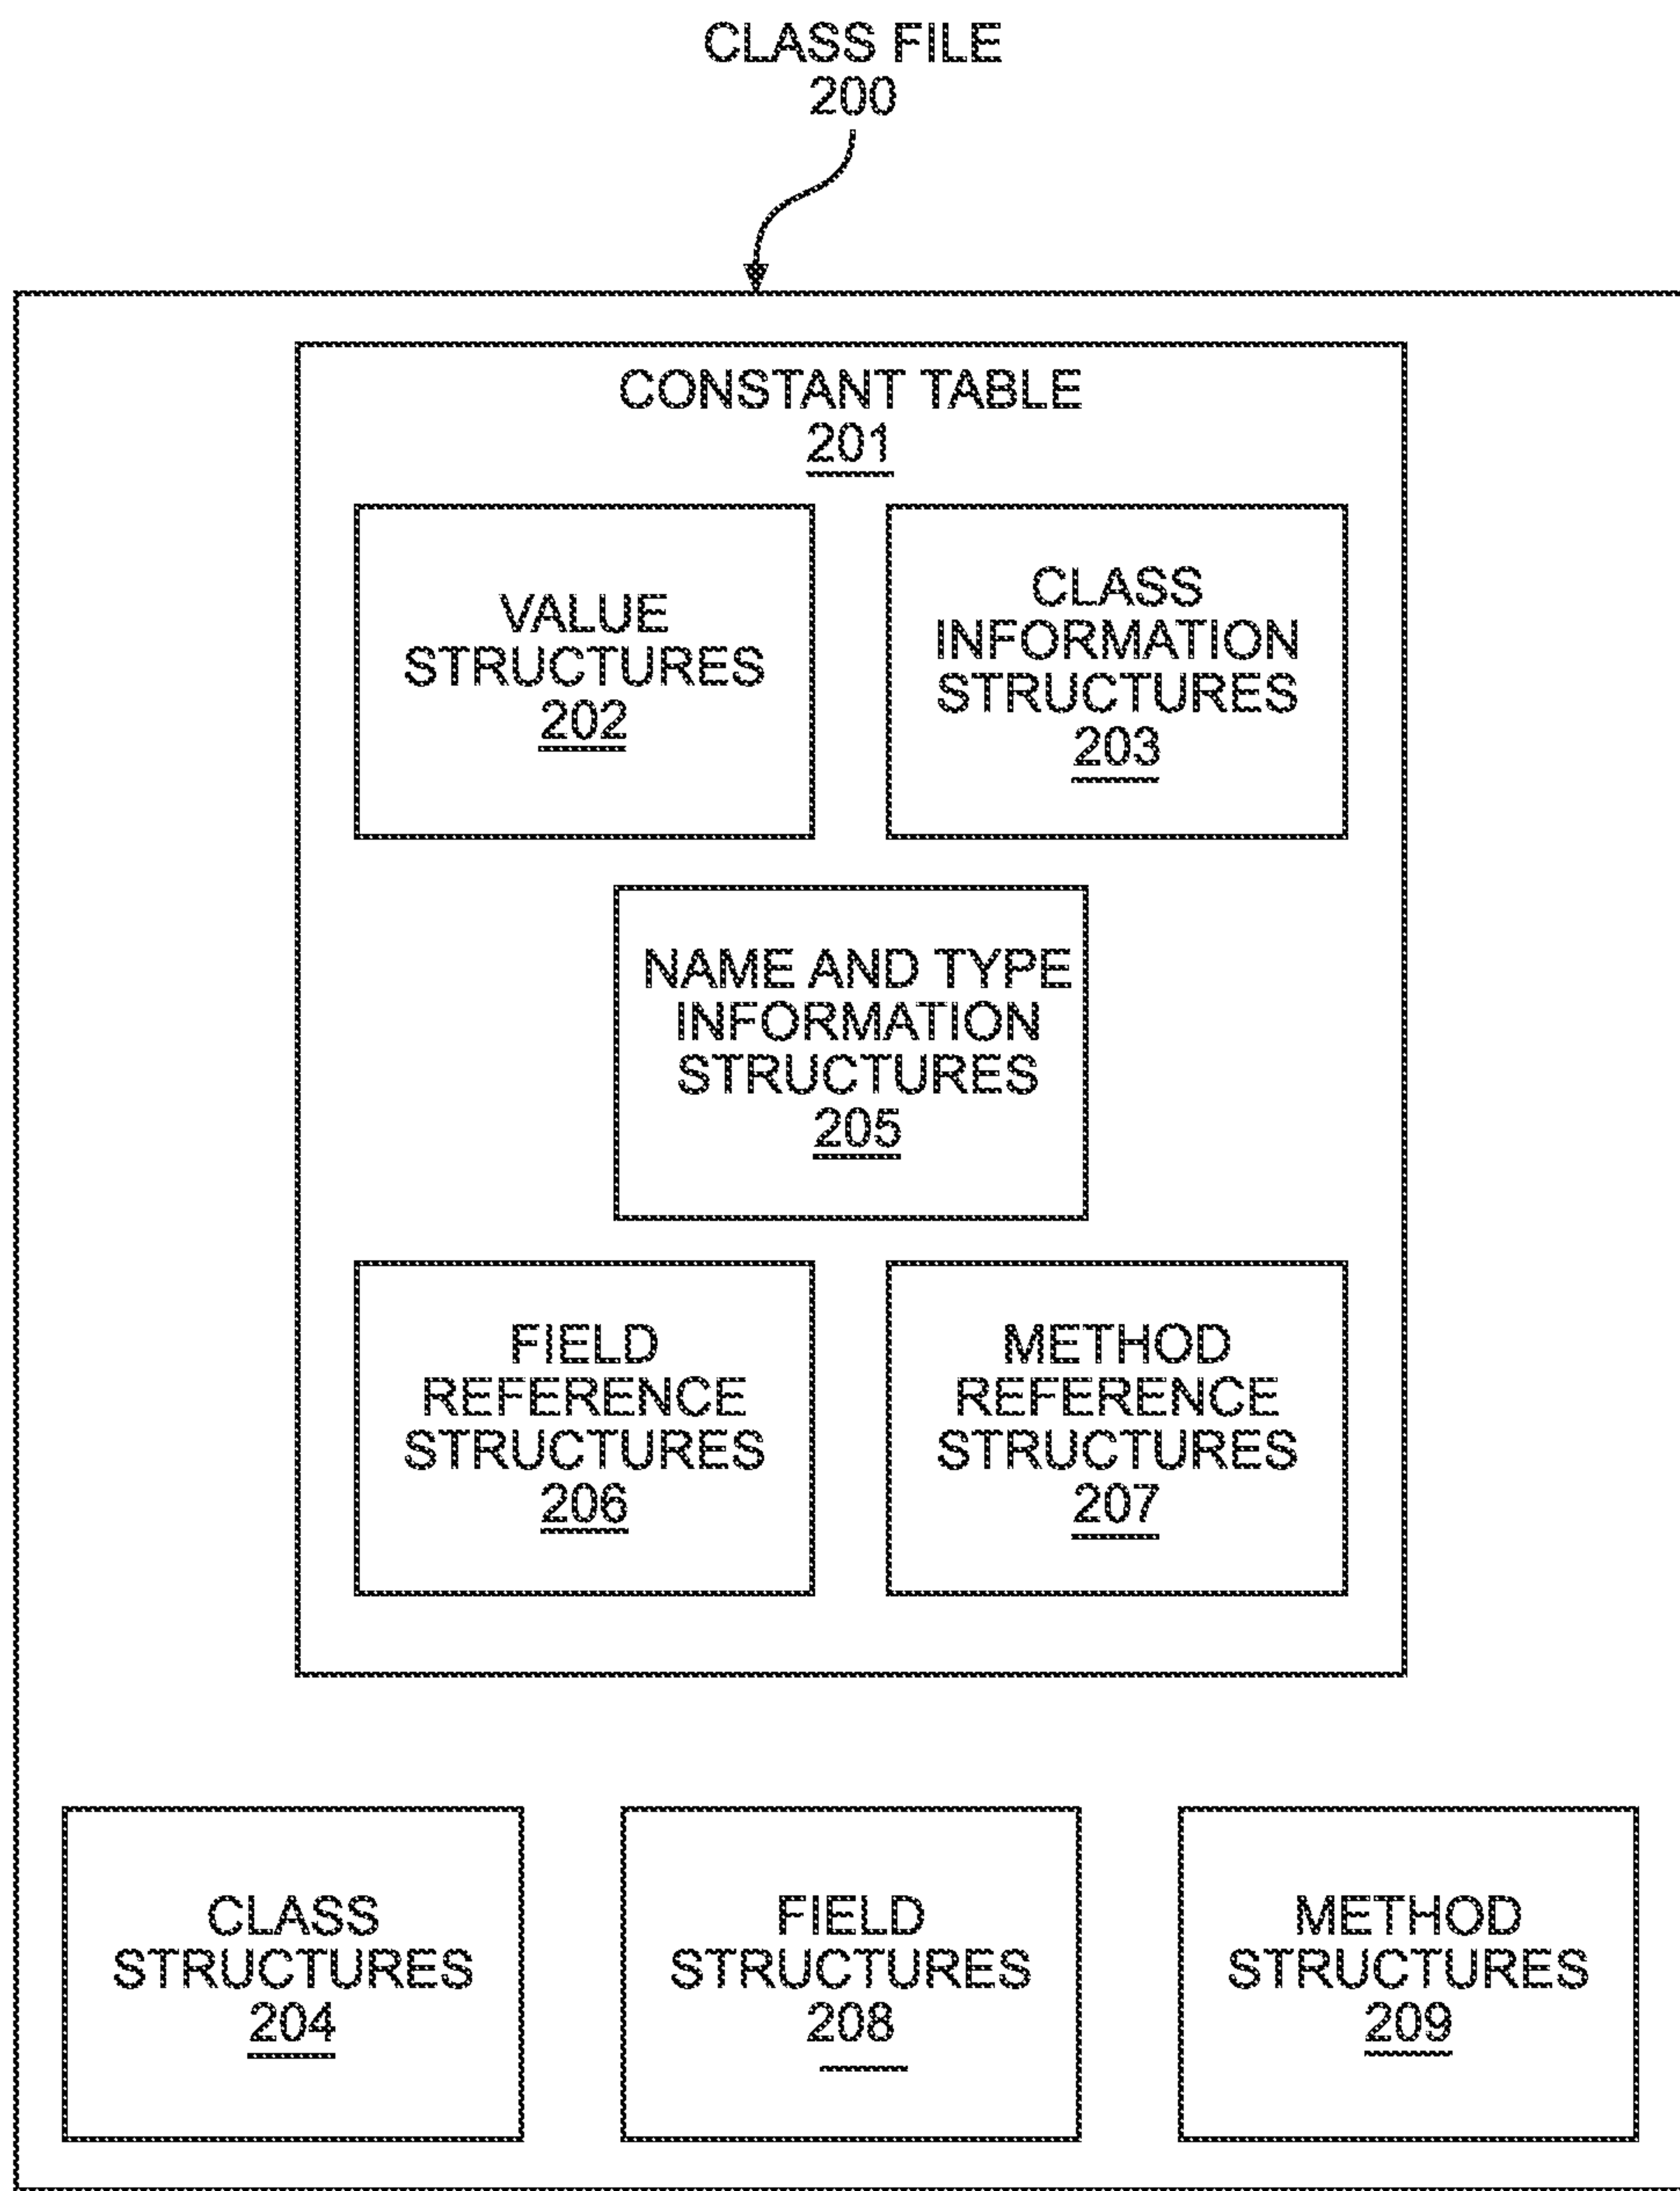 CLASS FILE
200
CONSTANT TABLE
201
VALUE
STRUCTURES
202
CLASS
INFORMATION
STRUCTURES
203
NAME AND TYPE
INFORMATION
STRUCTURES
205
FIELD
REFERENCE
STRUCTURES
206
METHOD
REFERENCE
STRUCTURES
207
CLASS
STRUCTURES
204
FIELD
STRUCTURES
208
METHOD
STRUCTURES
209